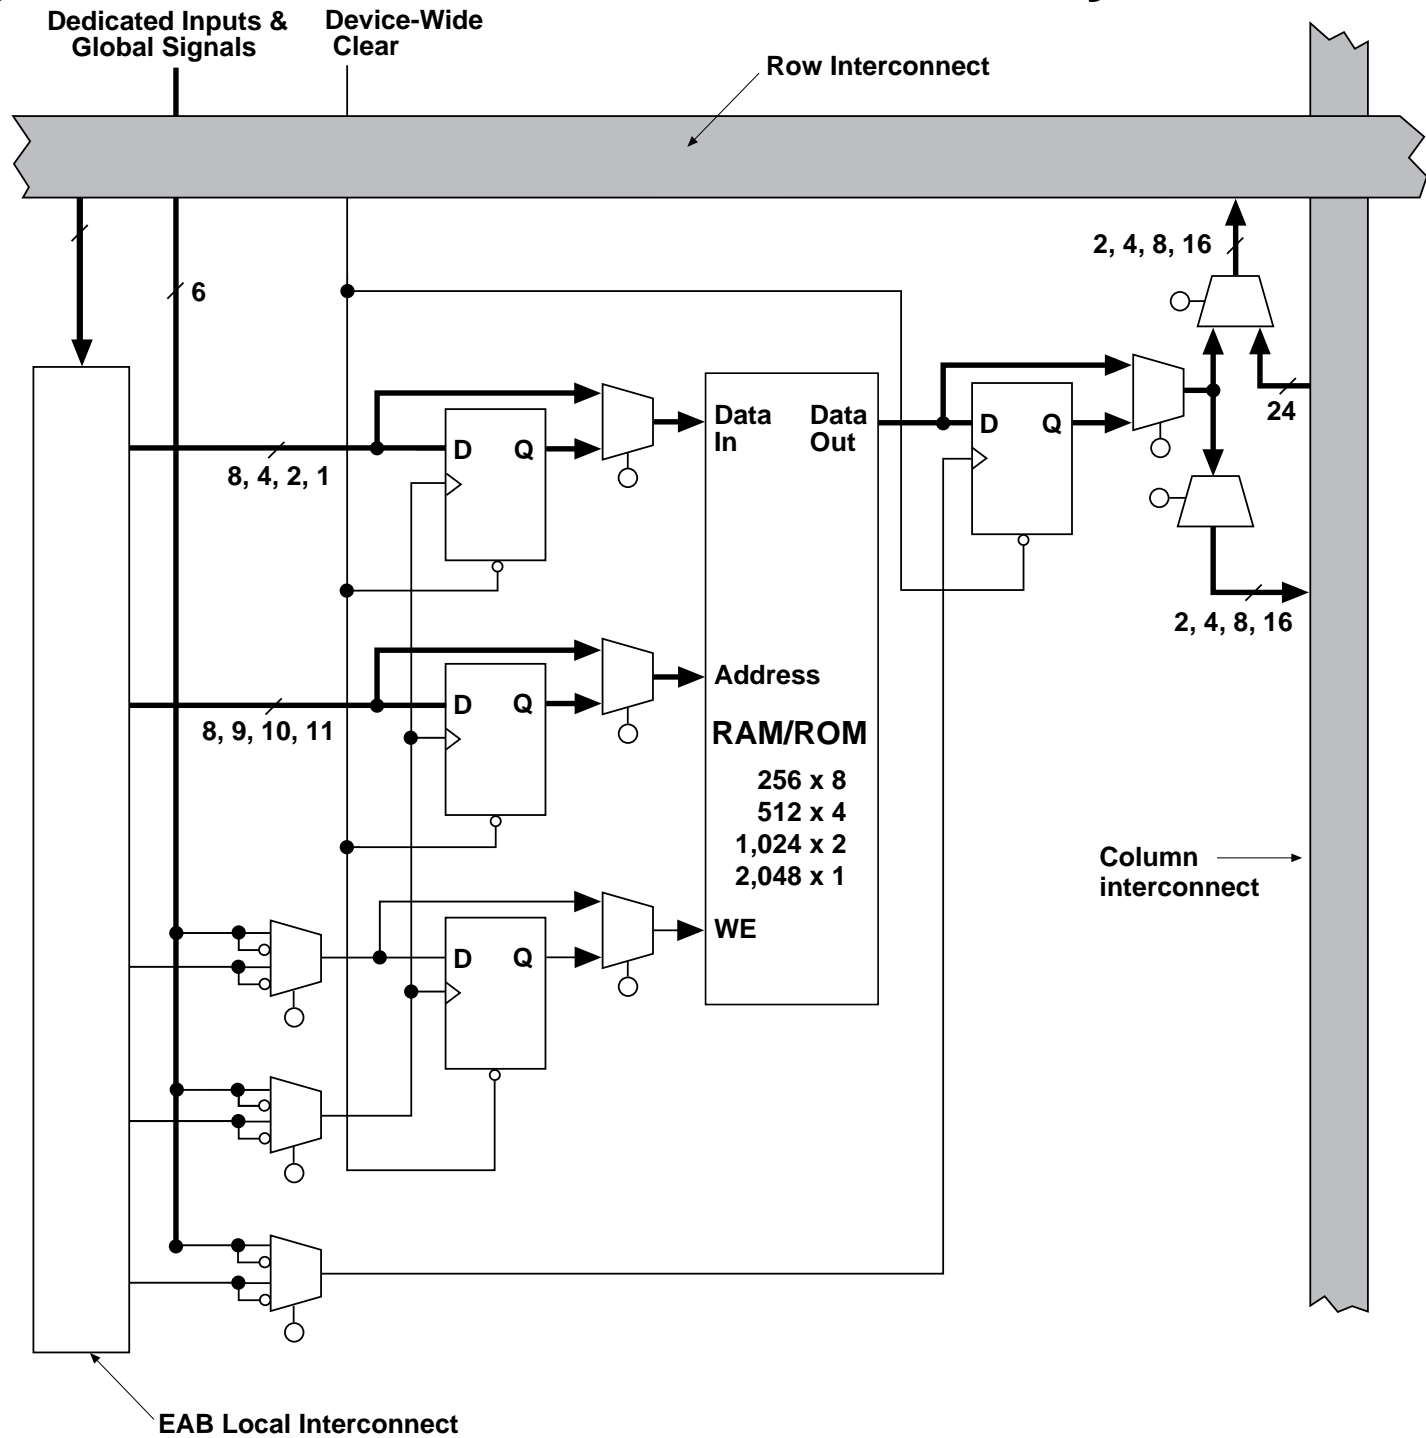 Dedicated Inputs &
Global Signals
Device-Wide
Clear
Row Interconnect
2, 4, 8, 16
6
24
Data
In
Data
Out
D
Q
D
Q
8, 4, 2, 1
2, 4, 8, 16
Address
D
Q
8, 9, 10, 11
RAM/ROM
256 x 8
512 x 4
1,024 x 2
2,048 x 1
Column
interconnect
WE
D
Q
EAB Local Interconnect